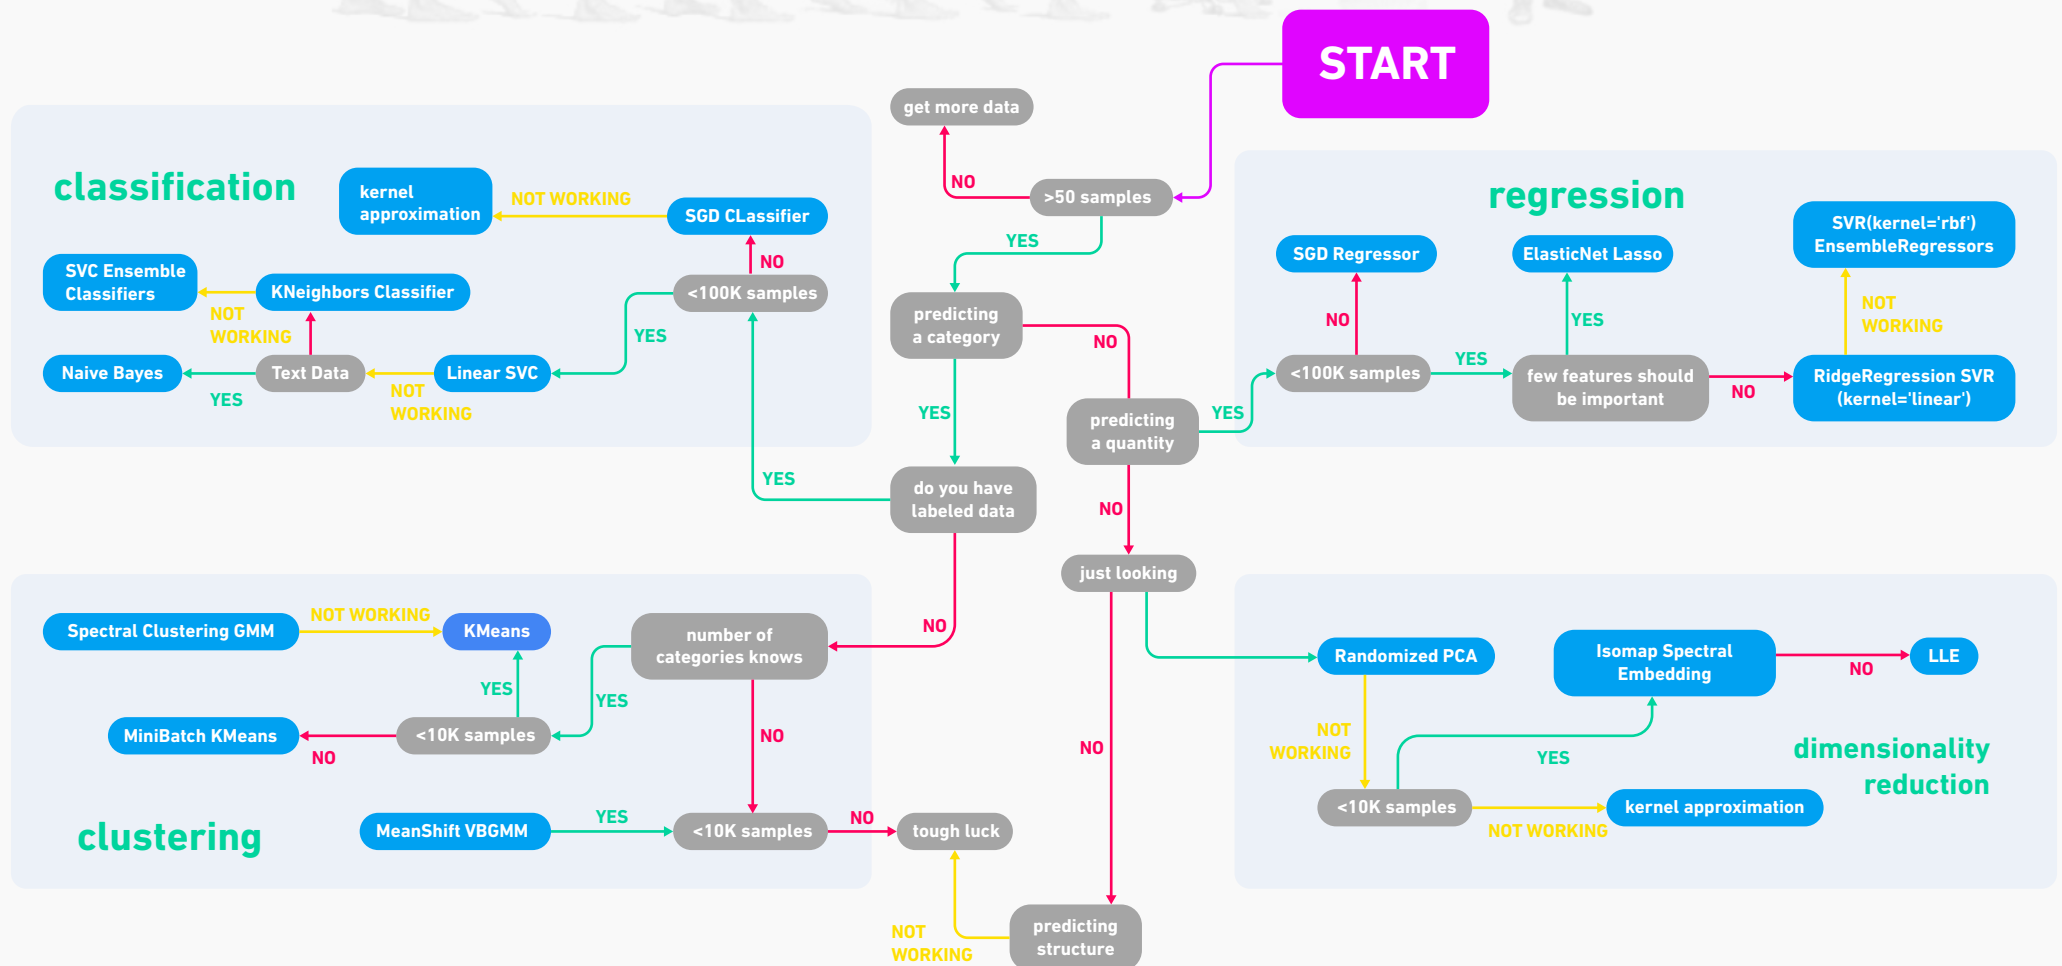 START
get more data
NO
>50 samples
YES
predicting
a category
NO
YES
predicting
a quantity
YES
NO
do you have
labeled data
YES
NO
just looking
NO
predicting
structure
NOT
WORKING
tough luck
classification
kernel
approximation
NOT WORKING
SGD CLassifier
NO
<100K samples
YES
SVC Ensemble
Classifiers
KNeighbors Classifier
NOT
WORKING
Naive Bayes
YES
Text Data
NOT
WORKING
Linear SVC
regression
SGD Regressor
NO
<100K samples
YES
ElasticNet Lasso
YES
few features should
be important
NO
SVR(kernel='rbf')
EnsembleRegressors
NOT
WORKING
RidgeRegression SVR
(kernel='linear')
Spectral Clustering GMM
NOT WORKING
KMeans
number of
categories knows
YES
YES
MiniBatch KMeans
NO
<10K samples
NO
clustering
MeanShift VBGMM
YES
<10K samples
NO
Randomized PCA
NOT
WORKING
Isomap Spectral
Embedding
NO
LLE
YES
dimensionality
reduction
<10K samples
NOT WORKING
kernel approximation